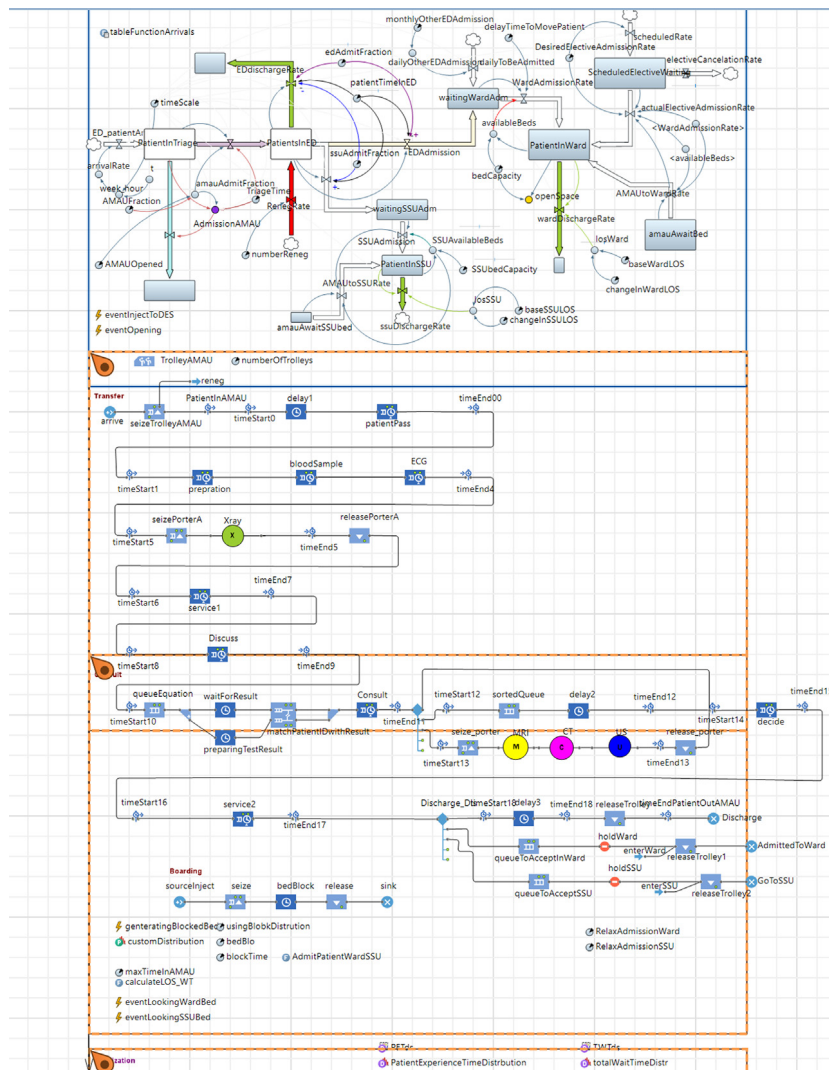 monthlyOtherEDAdmission
delayTimeToMovePatient
scheduledRate
tableFunctionArrivals
edAdmitFraction
DesiredElectiveAdmissionRate
EDdischargeRate
dailyOtherEDAdmission
dailyToBeAdmitted
electiveCancelationRate
patientTimeInED
WardAdmissionRate
ScheduledElectiveWaiting
waitingWardAdm
timeScale
actualElectiveAdmissionRate
availableBeds
<WardAdmissionRate>
ED_patientAr
PatientInTriage
PatientsInED
EDAdmission
PatientInWard
ssuAdmitFraction
<availableBeds>
arrivalRate
t
bedCapacity
week_hour
amauAdmitFraction
TriageTime
AMAUtoWardRate
AMAUFraction
RenegRate
openSpace
waitingSSUAdm
AdmissionAMAU
wardDischargeRate
amauAwaitBed
SSUAdmission
SSUAvailableBeds
numberReneg
losWard
AMAUOpened
PatientInSSU
baseWardLOS
SSUbedCapacity
AMAUtoSSURate
changeInWardLOS
losSSU
baseSSULOS
eventInjectToDES
amauAwaitSSUbed
changeInSSULOS
eventOpening
ssuDischargeRate
TrolleyAMAU
numberOfTrolleys
reneg
Transfer
PatientInAMAU
delay1
timeEnd00
arrive
seizeTrolleyAMAU
timeStart0
patientPass
bloodSample
ECG
timeStart1
prepration
timeEnd4
seizePorterA
Xray
releasePorterA
X
timeStart5
timeEnd5
timeEnd7
timeStart6
service1
Discuss
timeStart8
timeEnd9
queueEquation
waitForResult
Consult
timeStart12
sortedQueue
delay2
timeEnd12
timeStart10
timeEnd11
timeStart14
decide
matchPatientIDwithResult
preparingTestResult
seize_porter
MRI
CT
US
release_porter
M
C
timeStart13
timeEnd13
timeStart16
service2
timeEnd17
timeStart18
delay3
timeEnd18
releaseTrolley
timeEndPatientOutAMAU
Discharge
holdWard
AdmittedToWard
queueToAcceptInWard
enterWard
releaseTrolley1
Boarding
holdSSU
GoToSSU
sourceInject
seize
bedBlock
release
sink
queueToAcceptSSU
enterSSU
releaseTrolley2
genteratingBlockedBed
usingBlobkDistrution
customDistribution
bedBlo
RelaxAdmissionWard
blockTime
AdmitPatientWardSSU
RelaxAdmissionSSU
maxTimeInAMAU
calculateLOS_WT
eventLookingWardBed
eventLookingSSUBed
PatientExperienceTimeDistribution
totalWaitTimeDistr